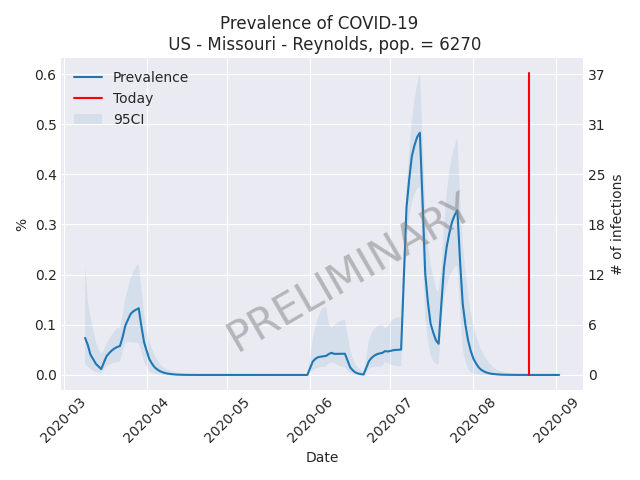 Prevalence of COVID-19
US - Missouri - Reynolds, pop. = 6270
Prevalence
Today
95CI
PRELIMINARY
%
0.6
0.5
0.4
0.3
0.2
0.1
0.0
37
31
25
18
12
6
0
# of infections
2020-03
2020-04
2020-05
2020-06
2020-07
2020-08
2020-09
Date